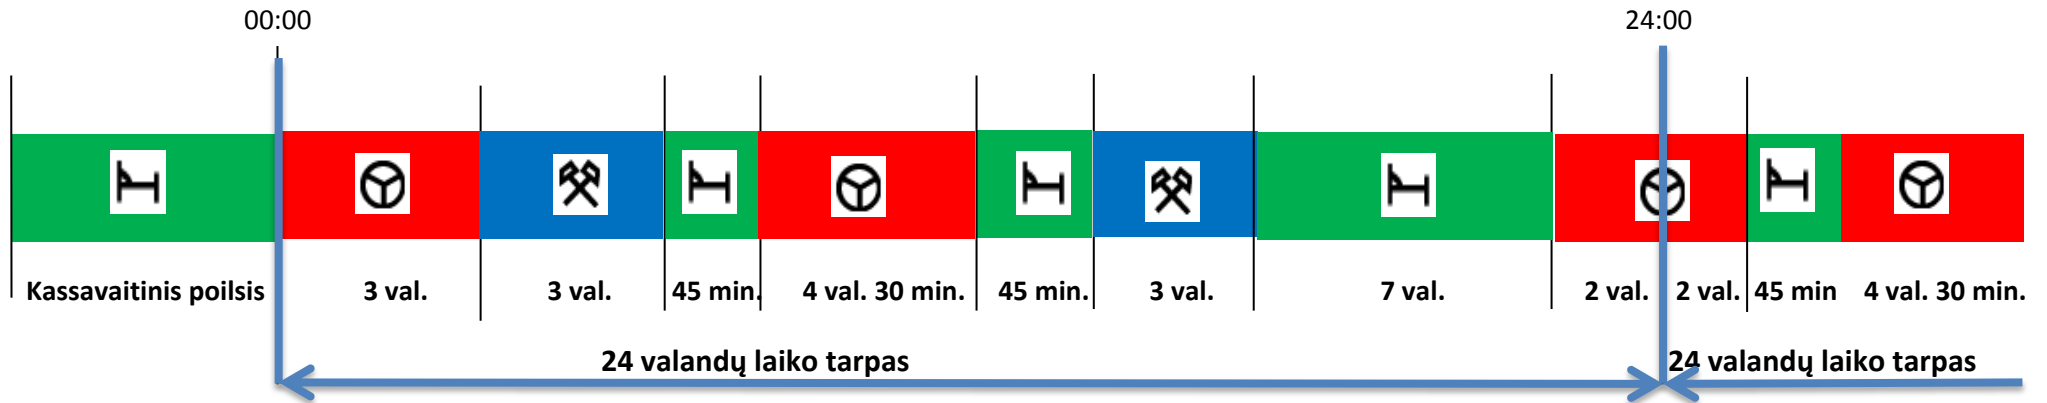 00:00 24:00
Kassavaitinis poilsis 3 val. 3 val. 45 min. 4 val. 30 min. 45 min. 3 val. 7 val. 2 val. 2 val. 45 min 4 val. 30 min.
24 valandų laiko tarpas 24 valandų laiko tarpas